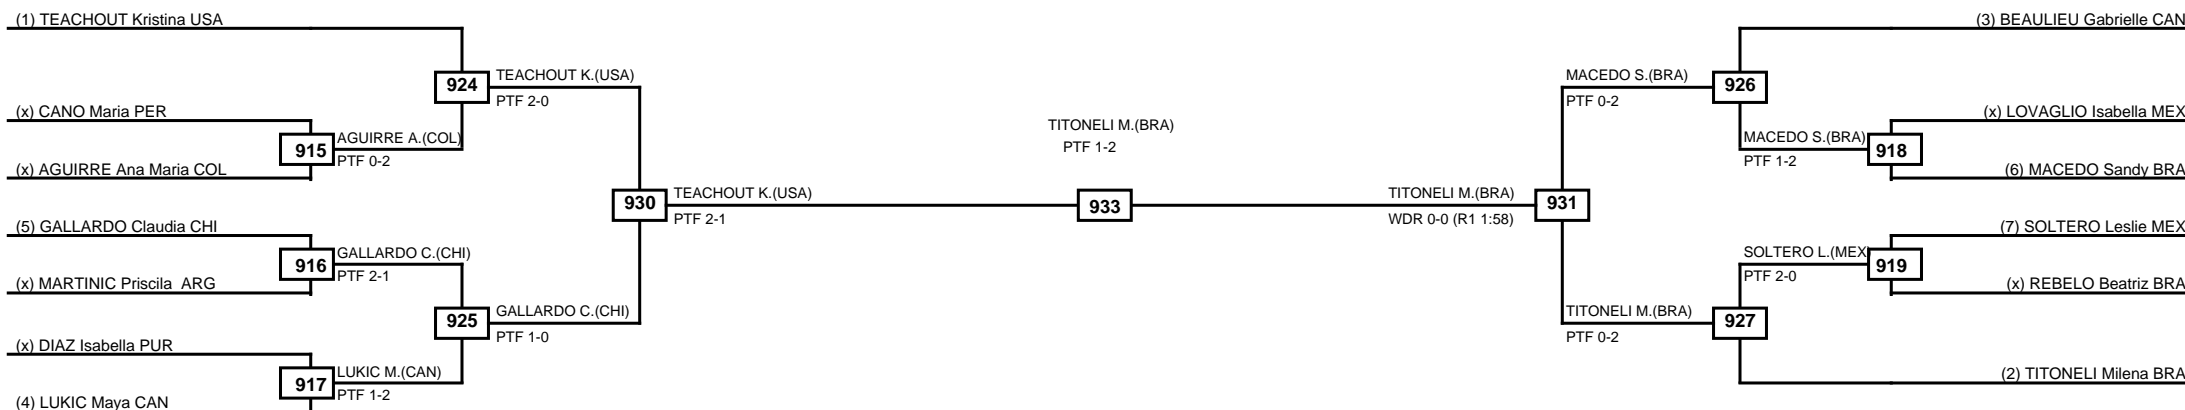 (1) TEACHOUT Kristina USA
(3) BEAULIEU Gabrielle CAN
924
TEACHOUT K.(USA)
PTF 2-0
MACEDO S.(BRA)
PTF 0-2
926
(x) CANO Maria PER
(x) LOVAGLIO Isabella MEX
TITONELI M.(BRA)
PTF 1-2
915
AGUIRRE A.(COL)
PTF 0-2
MACEDO S.(BRA)
PTF 1-2
918
(x) AGUIRRE Ana Maria COL
(6) MACEDO Sandy BRA
930
TEACHOUT K.(USA)
PTF 2-1
933
TITONELI M.(BRA)
WDR 0-0 (R1 1:58)
931
(5) GALLARDO Claudia CHI
(7) SOLTERO Leslie MEX
916
GALLARDO C.(CHI)
PTF 2-1
SOLTERO L.(MEX
PTF 2-0
919
(x) MARTINIC Priscila  ARG
(x) REBELO Beatriz BRA
925
GALLARDO C.(CHI)
PTF 1-0
TITONELI M.(BRA)
PTF 0-2
927
(x) DIAZ Isabella PUR
917
LUKIC M.(CAN)
PTF 1-2
(2) TITONELI Milena BRA
(4) LUKIC Maya CAN